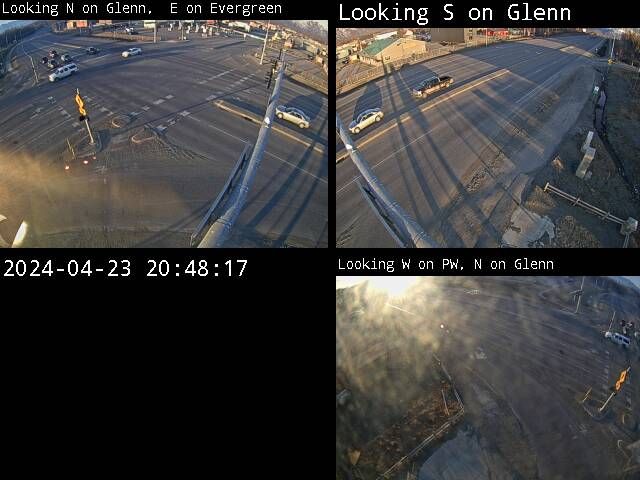 Looking N on Glenn, E on Evergreen
Looking S on Glenn
2024-04-23 20:48:17
Looking W on PW, N on Glenn